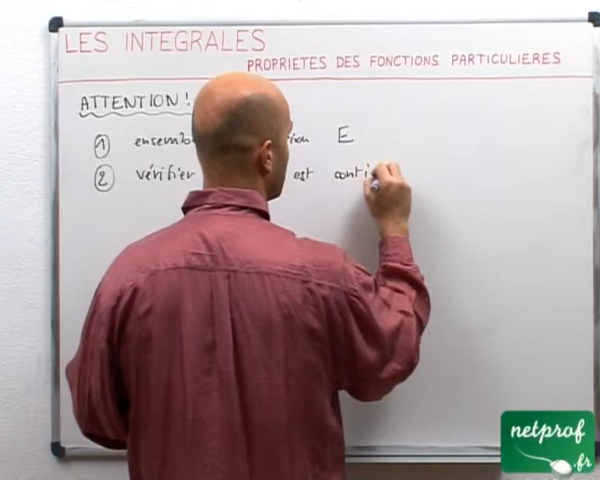 LES INTEGRALES
PROPRIETES DES FONCTIONS PARTICULIERES
ATTENTION !
1 E
2 vérifier est
netprof
.fr